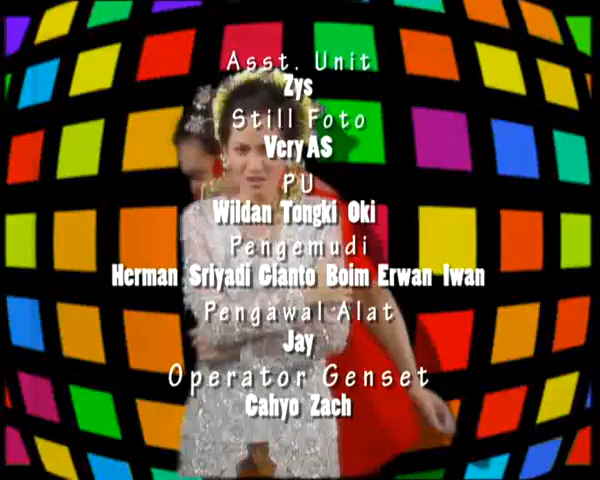 Asst. Unit
Zys
Still Foto
Very AS
PU
Wildan Tongki Oki
Pengemudi
Herman Sriyadi Gianto Boim Erwan Iwan
Pengawal Alat
Jay
Operator Genset
Cahyo Zach